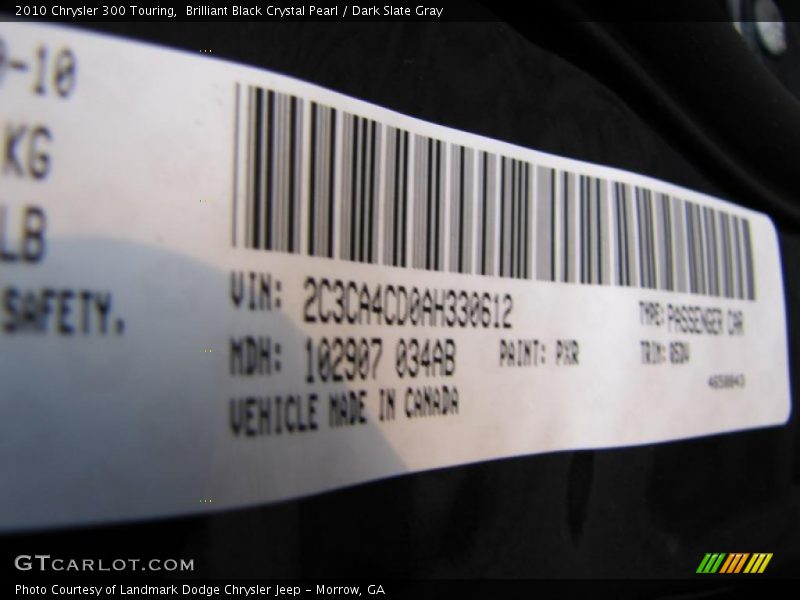 2010 Chrysler 300 Touring,  Brilliant Black Crystal Pearl / Dark Slate Gray
-10
KG
LB
SAFETY.
VIN: 2C3CA4CD0AH330612
TYPE: PASSENGER CAR
MDH: 102907 034AB
PAINT: PXR
TRIM:
VEHICLE MADE IN CANADA
GTCARLOT.COM
Photo Courtesy of Landmark Dodge Chrysler Jeep - Morrow, GA